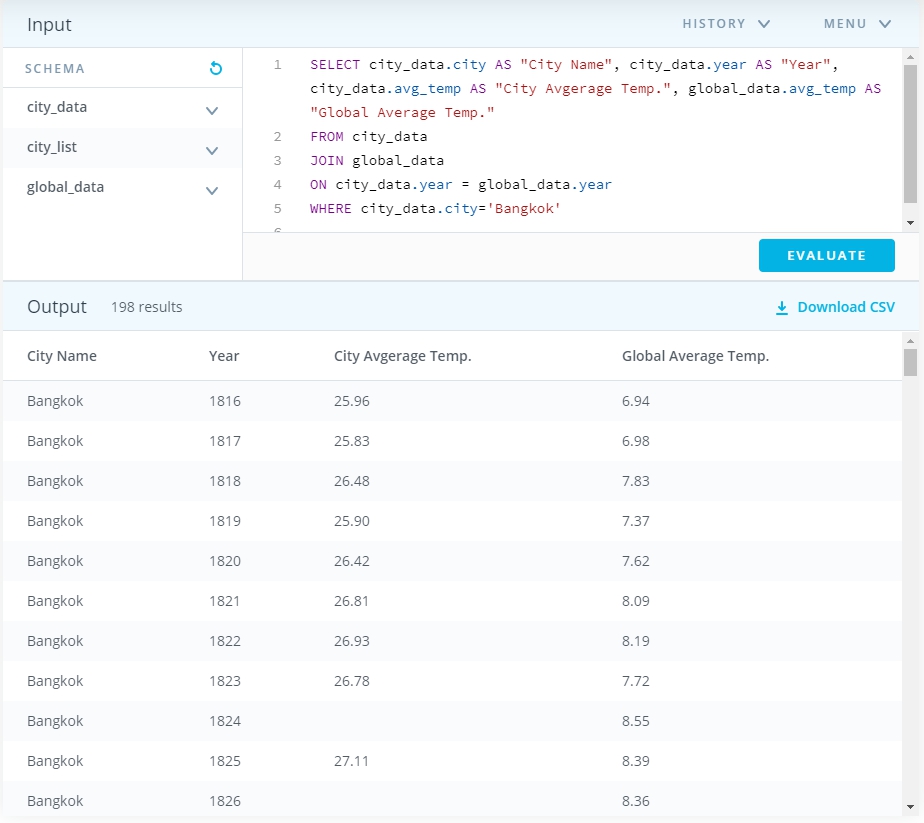 Input HISTORY MENU
SCHEMA
city_data
city_list
global_data
1 SELECT city_data.city AS "City Name", city_data.year AS "Year",
city_data.avg_temp AS "City Avgerage Temp.", global_data.avg_temp AS
"Global Average Temp."
2 FROM city_data
3 JOIN global_data
4 ON city_data.year = global_data.year
5 WHERE city_data.city='Bangkok'
6
EVALUATE
Output 198 results Download CSV
City Name Year City Avgerage Temp. Global Average Temp.
Bangkok 1816 25.96 6.94
Bangkok 1817 25.83 6.98
Bangkok 1818 26.48 7.83
Bangkok 1819 25.90 7.37
Bangkok 1820 26.42 7.62
Bangkok 1821 26.81 8.09
Bangkok 1822 26.93 8.19
Bangkok 1823 26.78 7.72
Bangkok 1824 8.55
Bangkok 1825 27.11 8.39
Bangkok 1826 8.36